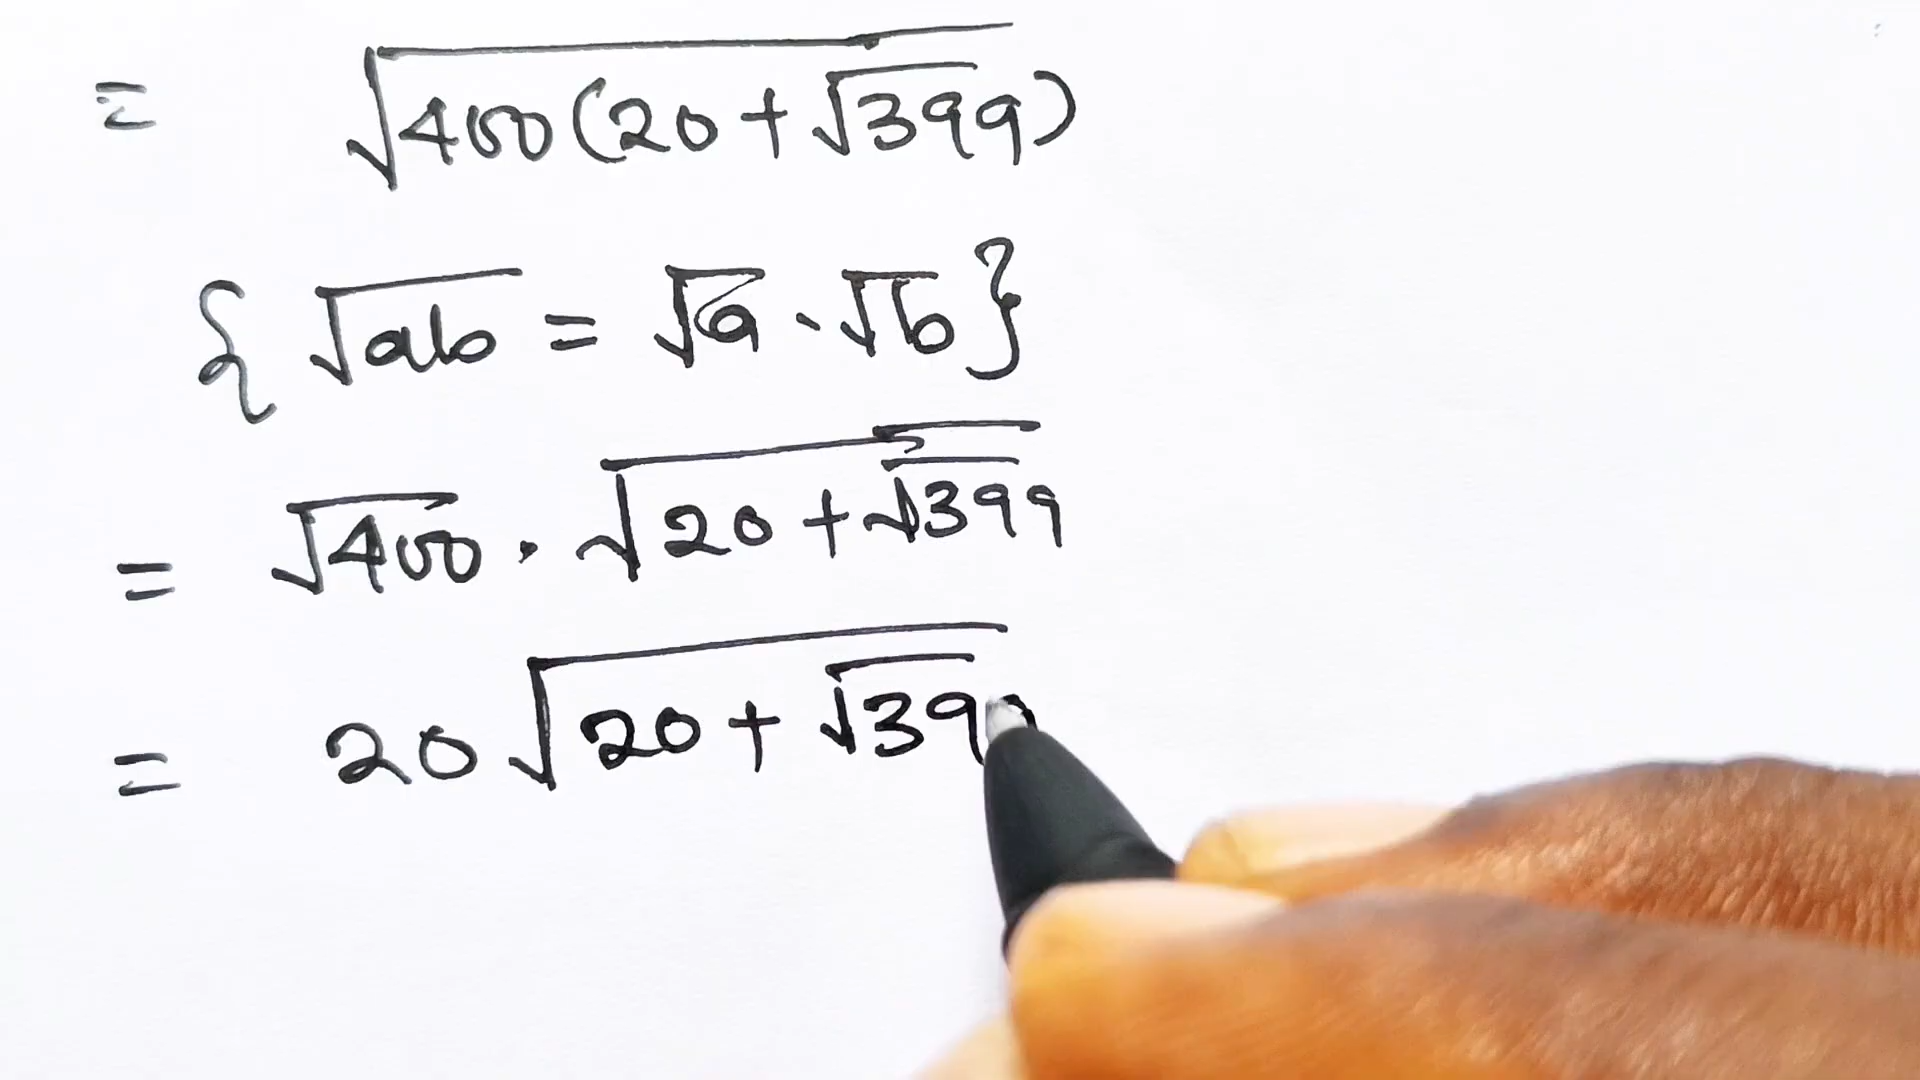 = √400(20+√399)
{√ab = √a · √b}
= √400 · √20+√399
= 20√20+√399